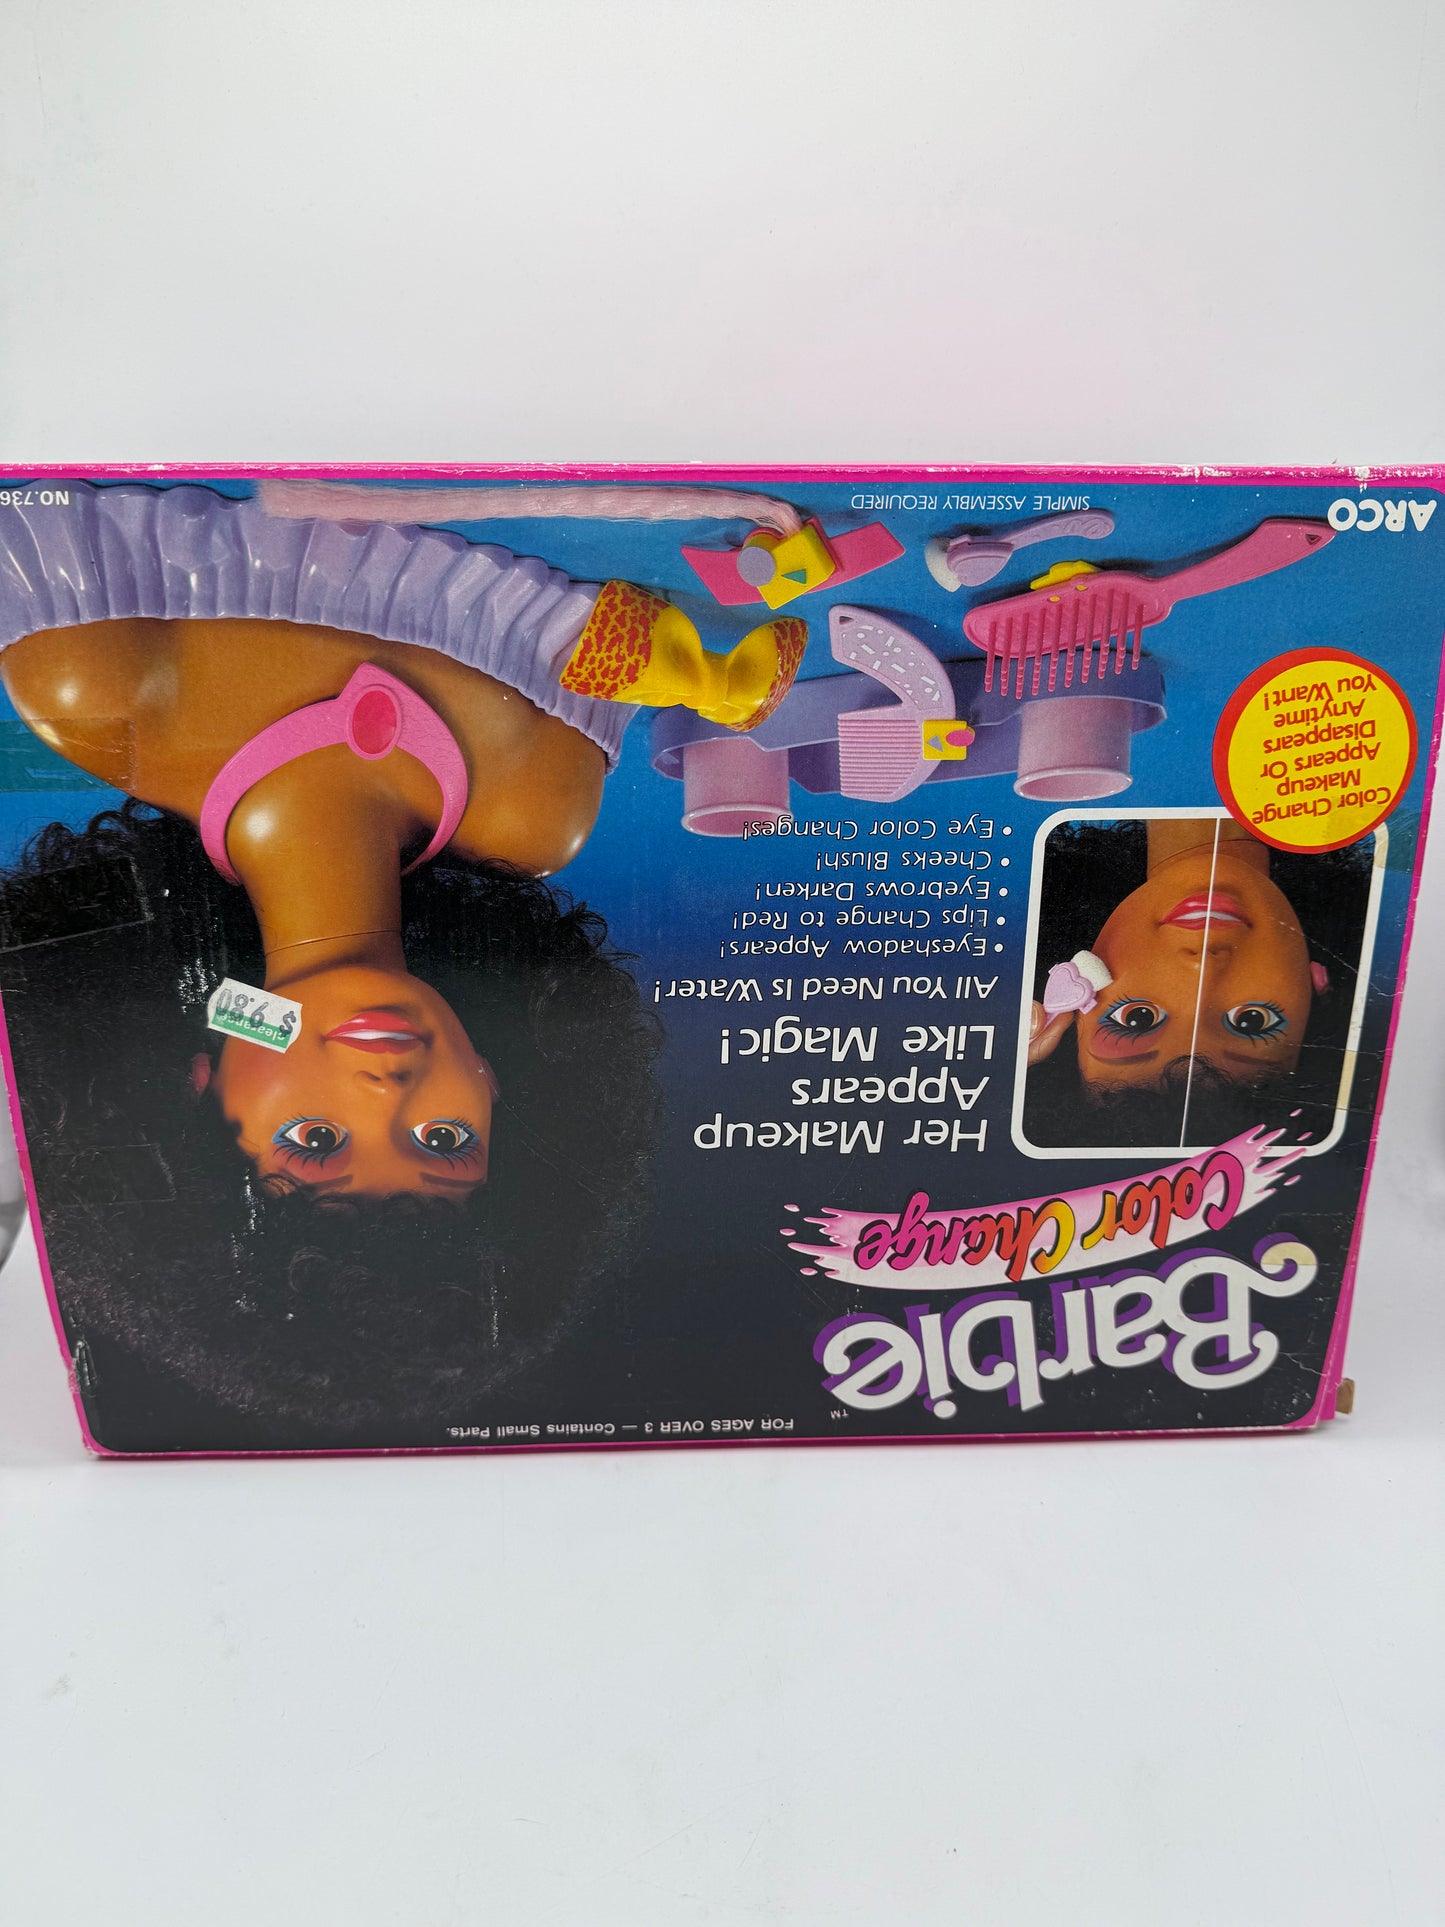 FOR AGES OVER 3 — Contains Small Parts.
Barbie™
Color Change
Her Makeup
Appears
Like Magic!
All You Need Is Water!
• Eyeshadow Appears!
• Lips Change to Red!
• Eyebrows Darken!
• Cheeks Blush!
• Eye Color Changes!
Color Change
Makeup
Appears Or
Disappears
Anytime
You Want!
clearance
$ 9.80
ARCO
SIMPLE ASSEMBLY REQUIRED